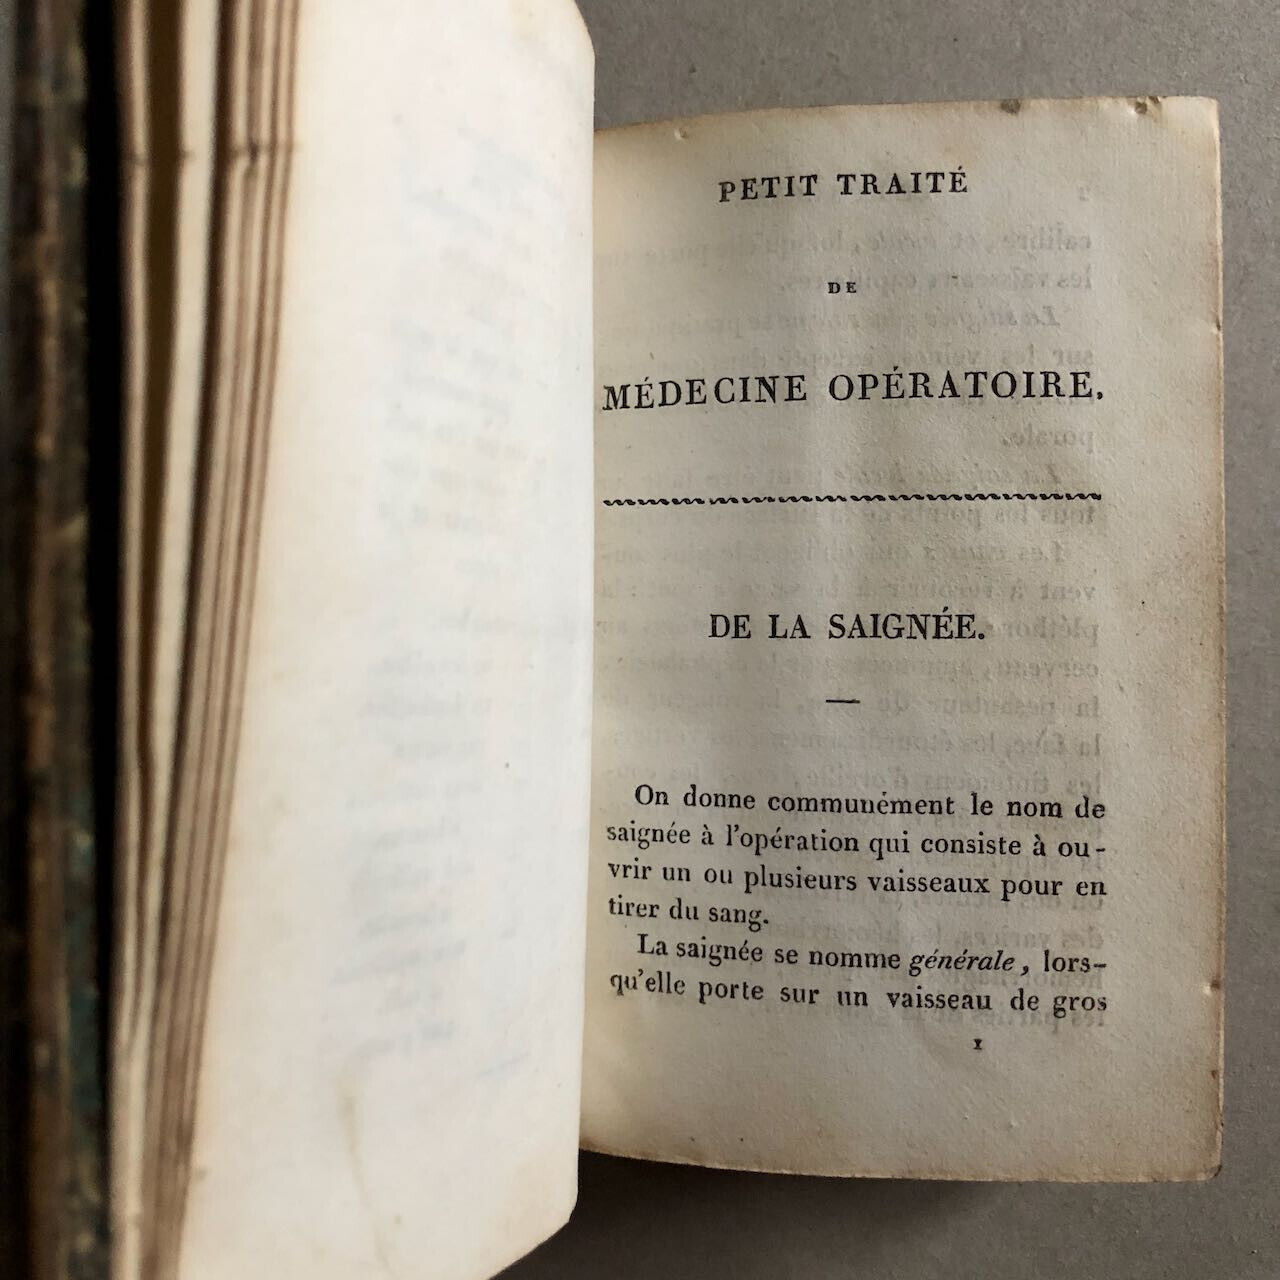 PETIT TRAITÉ
DE
MÉDECINE OPÉRATOIRE.
DE LA SAIGNÉE.
On donne communément le nom de
saignée à l'opération qui consiste à ou-
vrir un ou plusieurs vaisseaux pour en
tirer du sang.
La saignée se nomme générale, lors-
qu'elle porte sur un vaisseau de gros
1